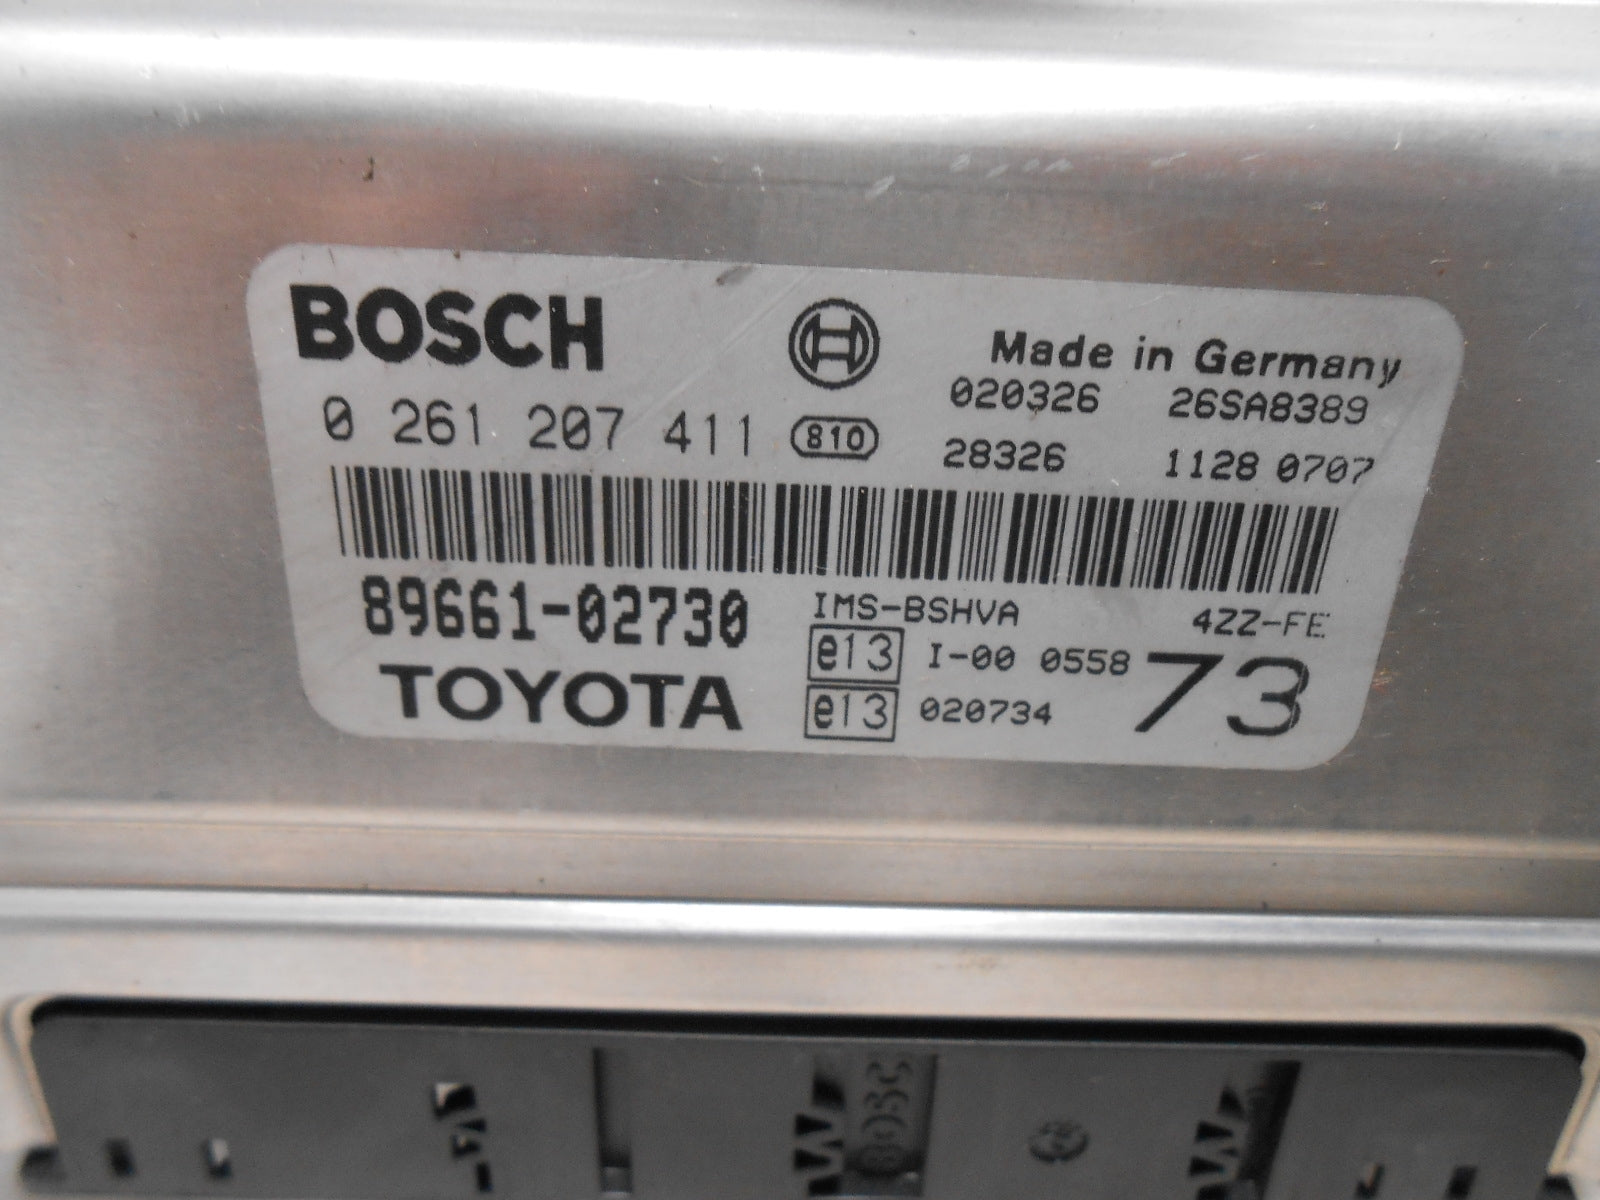 BOSCH
Made in Germany
020326 26SA8389
0 261 207 411 810
28326 1128 0707
89661-02730
IMS-BSHVA 4ZZ-FE
e13 I-00 0558
73
TOYOTA
e13 020734
BOSC